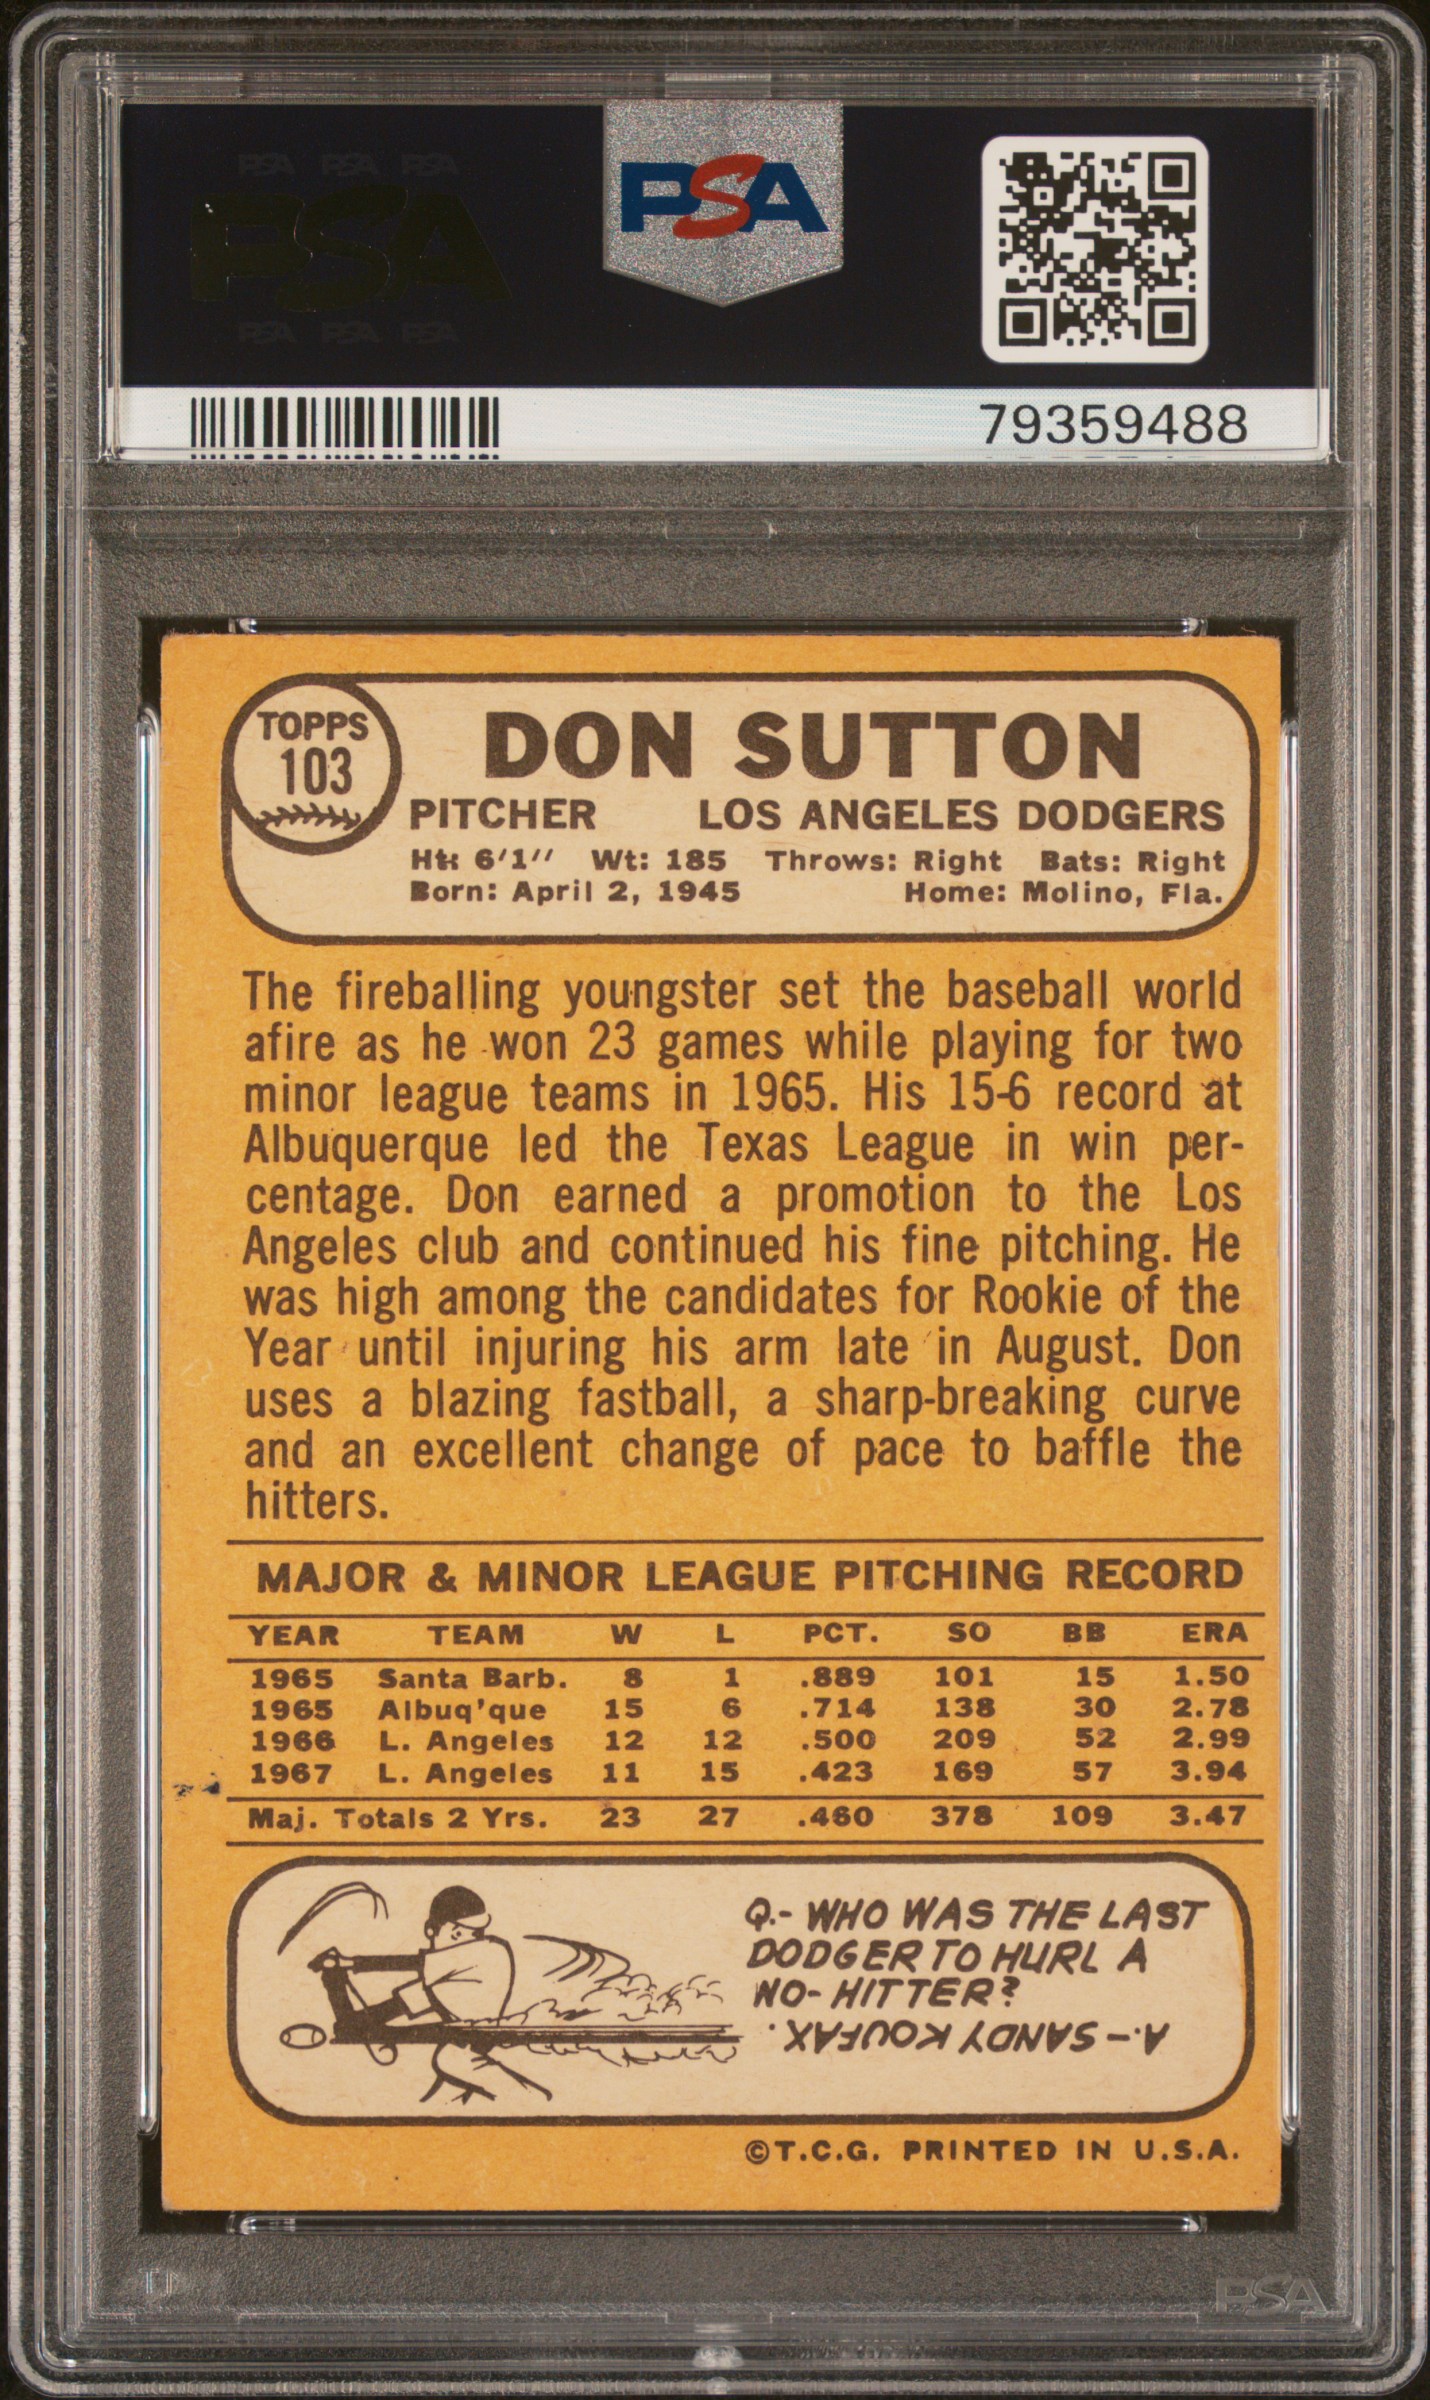 PSA PSA PSA
PSA
PSA PSA PSA
PSA
79359488
TOPPS
103
DON SUTTON
PITCHER LOS ANGELES DODGERS
Ht: 6'1'' Wt: 185 Throws: Right Bats: Right
Born: April 2, 1945 Home: Molino, Fla.
The fireballing youngster set the baseball world
afire as he won 23 games while playing for two
minor league teams in 1965. His 15-6 record at
Albuquerque led the Texas League in win per-
centage. Don earned a promotion to the Los
Angeles club and continued his fine pitching. He
was high among the candidates for Rookie of the
Year until injuring his arm late in August. Don
uses a blazing fastball, a sharp-breaking curve
and an excellent change of pace to baffle the
hitters.
MAJOR & MINOR LEAGUE PITCHING RECORD
YEAR TEAM W L PCT. SO BB ERA
1965 Santa Barb. 8 1 .889 101 15 1.50
1965 Albuq'que 15 6 .714 138 30 2.78
1966 L. Angeles 12 12 .500 209 52 2.99
1967 L. Angeles 11 15 .423 169 57 3.94
Maj. Totals 2 Yrs. 23 27 .460 378 109 3.47
Q.- WHO WAS THE LAST
DODGER TO HURL A
NO-HITTER?
A.- SANDY KOUFAX.
©T.C.G. PRINTED IN U.S.A.
PSA